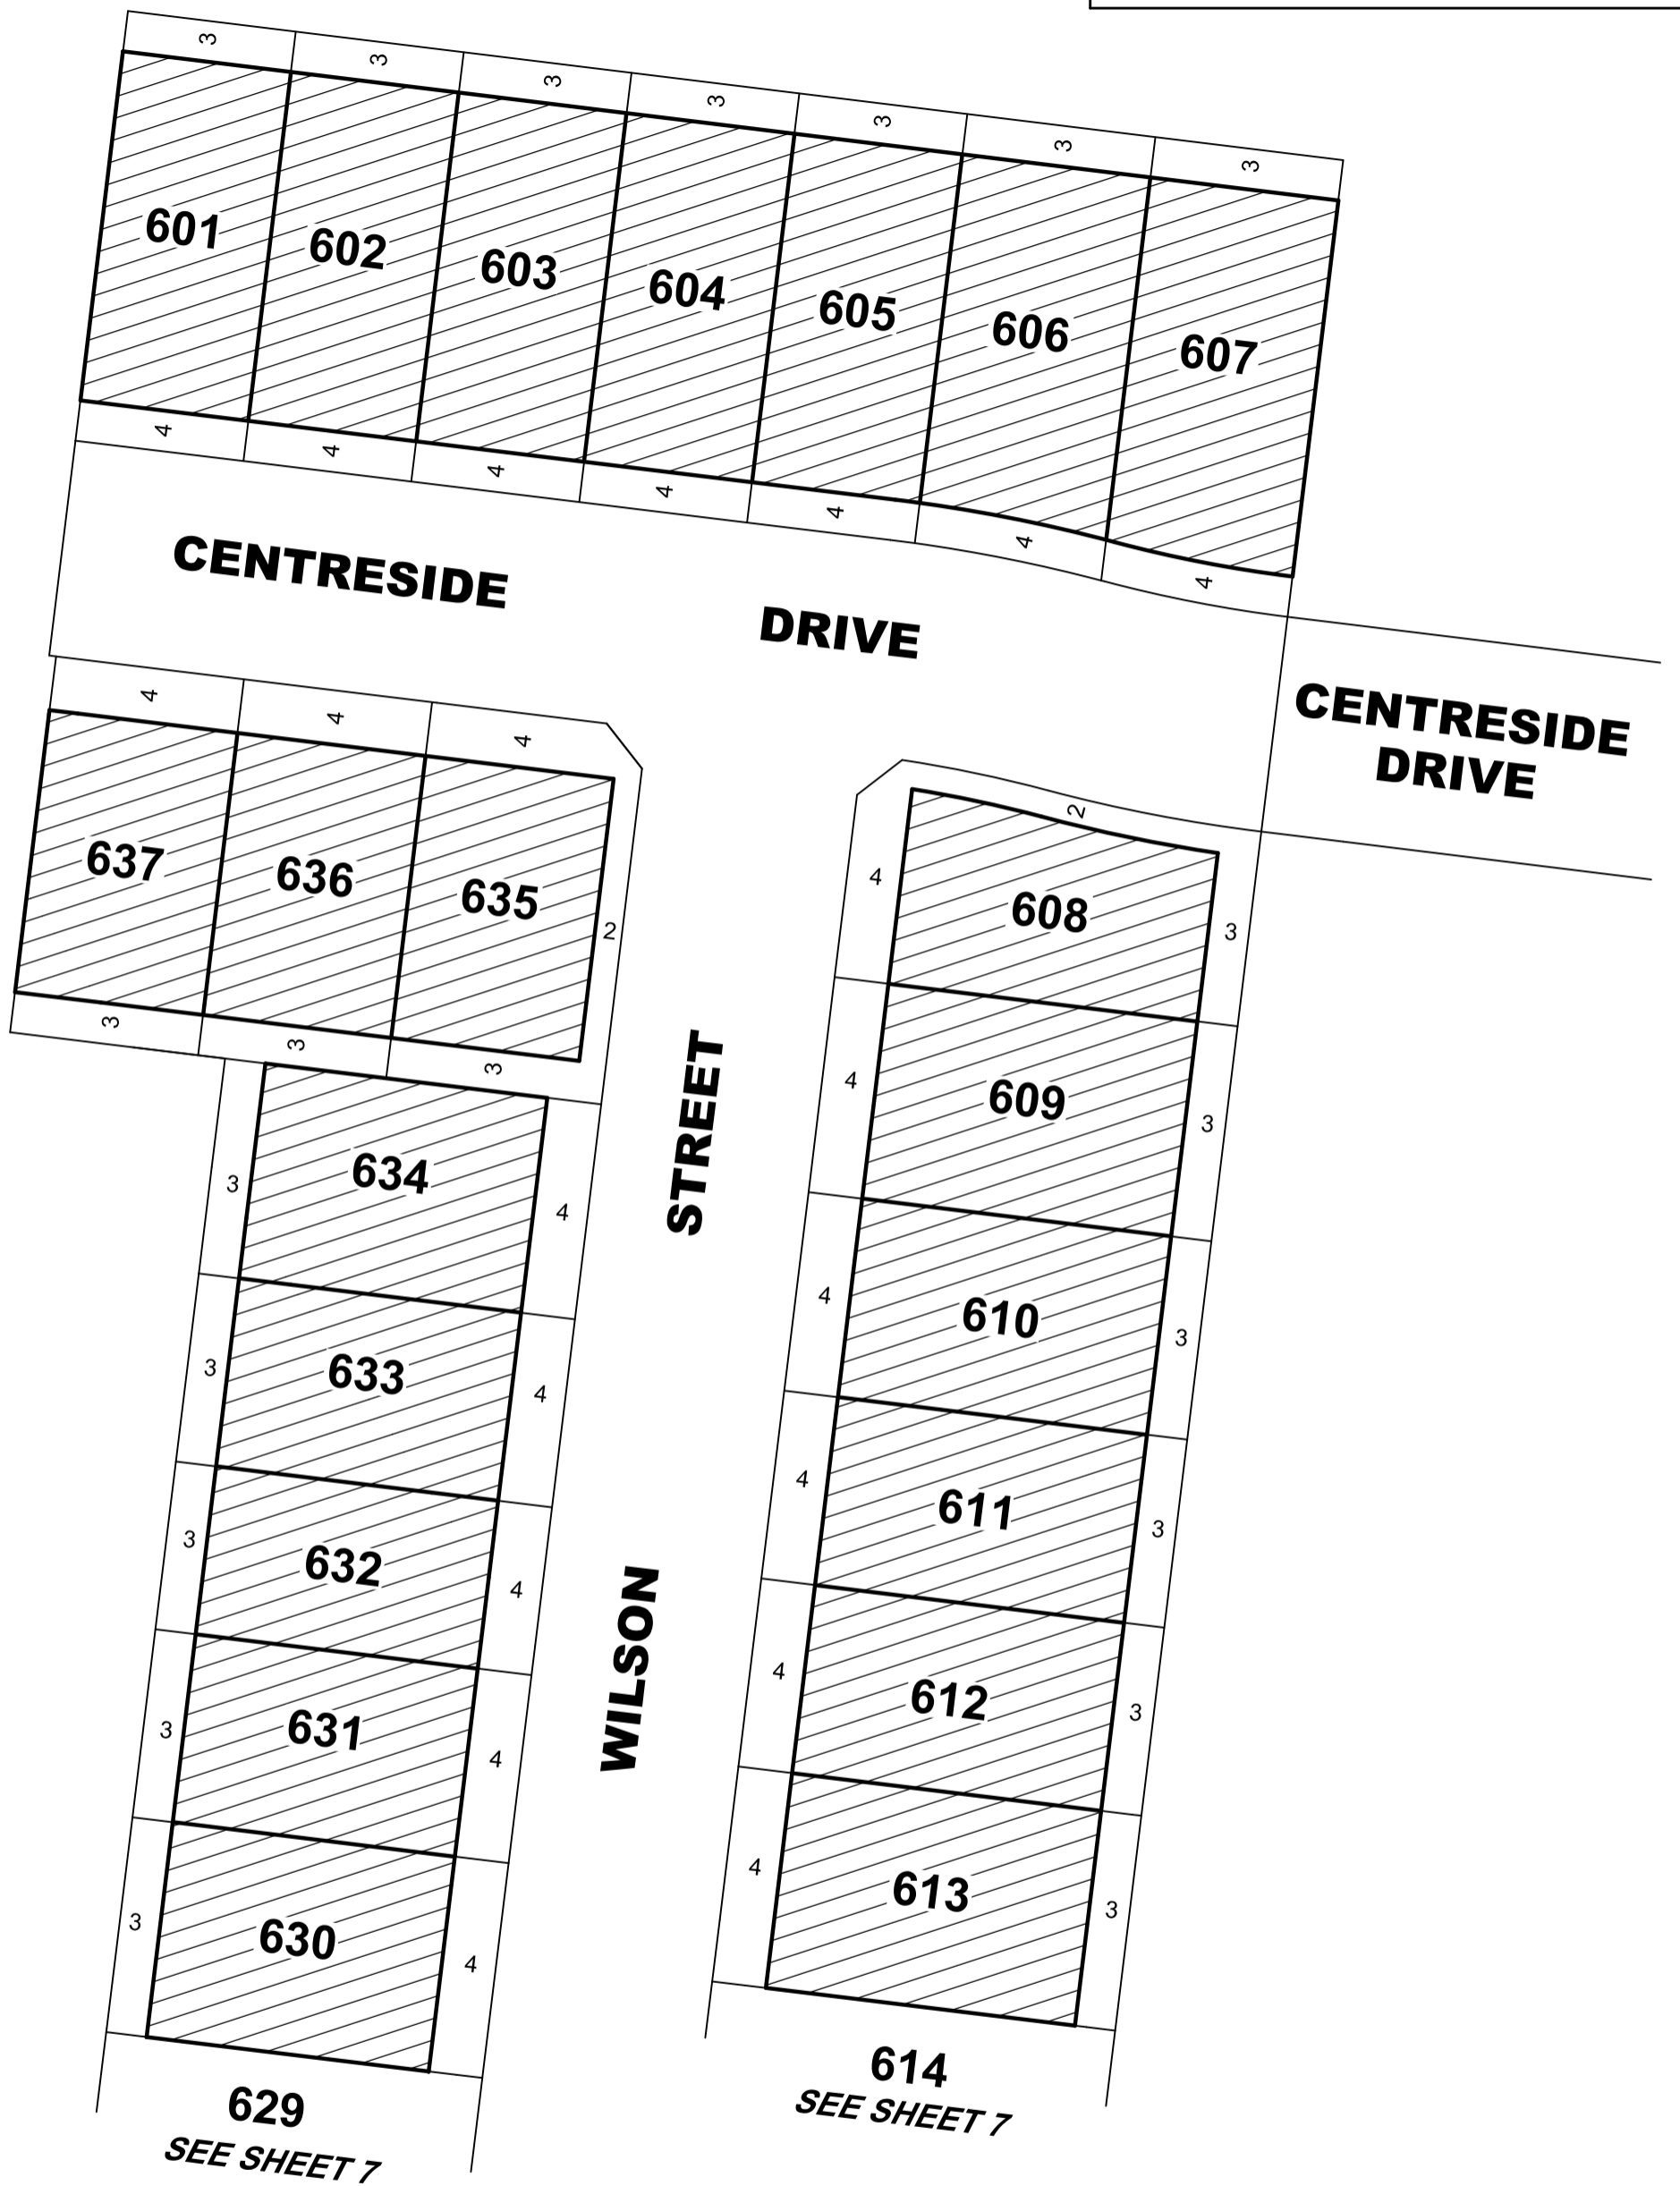 3 3 3 3 3 3 3
601 602 603 604 605 606 607
4 4 4 4 4 4 4
CENTRESIDE DRIVE
CENTRESIDE
DRIVE
4 4 4
637 636 635
2
3 3 3
2
4 608 3
4 609 3
4 610 3
4 611 3
4 612 3
4 613 3
614
SEE SHEET 7
WILSON STREET
3 634 4
3 633 4
3 632 4
3 631 4
3 630 4
629
SEE SHEET 7